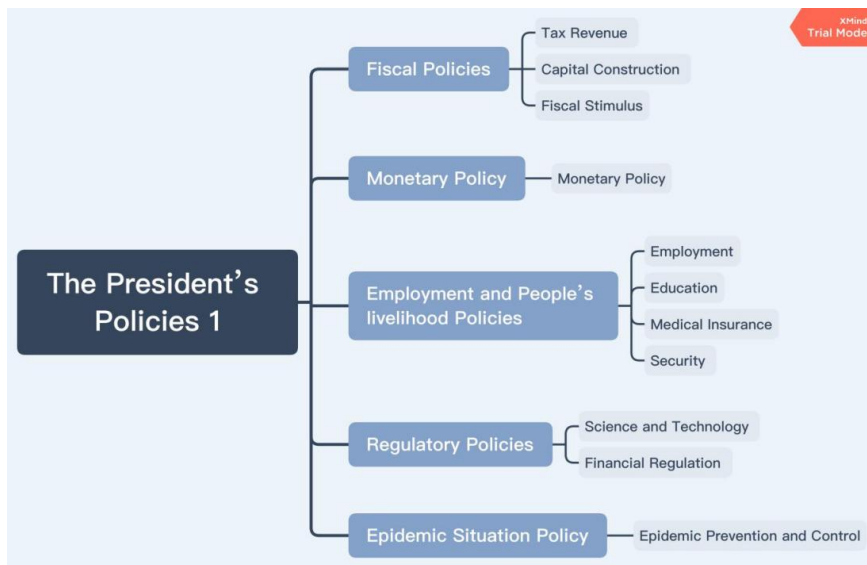 XMind
Trial Mode
Tax Revenue
Fiscal Policies
Capital Construction
Fiscal Stimulus
Monetary Policy
Monetary Policy
The President's
Policies 1
Employment and People's
livelihood Policies
Employment
Education
Medical Insurance
Security
Regulatory Policies
Science and Technology
Financial Regulation
Epidemic Situation Policy
Epidemic Prevention and Control